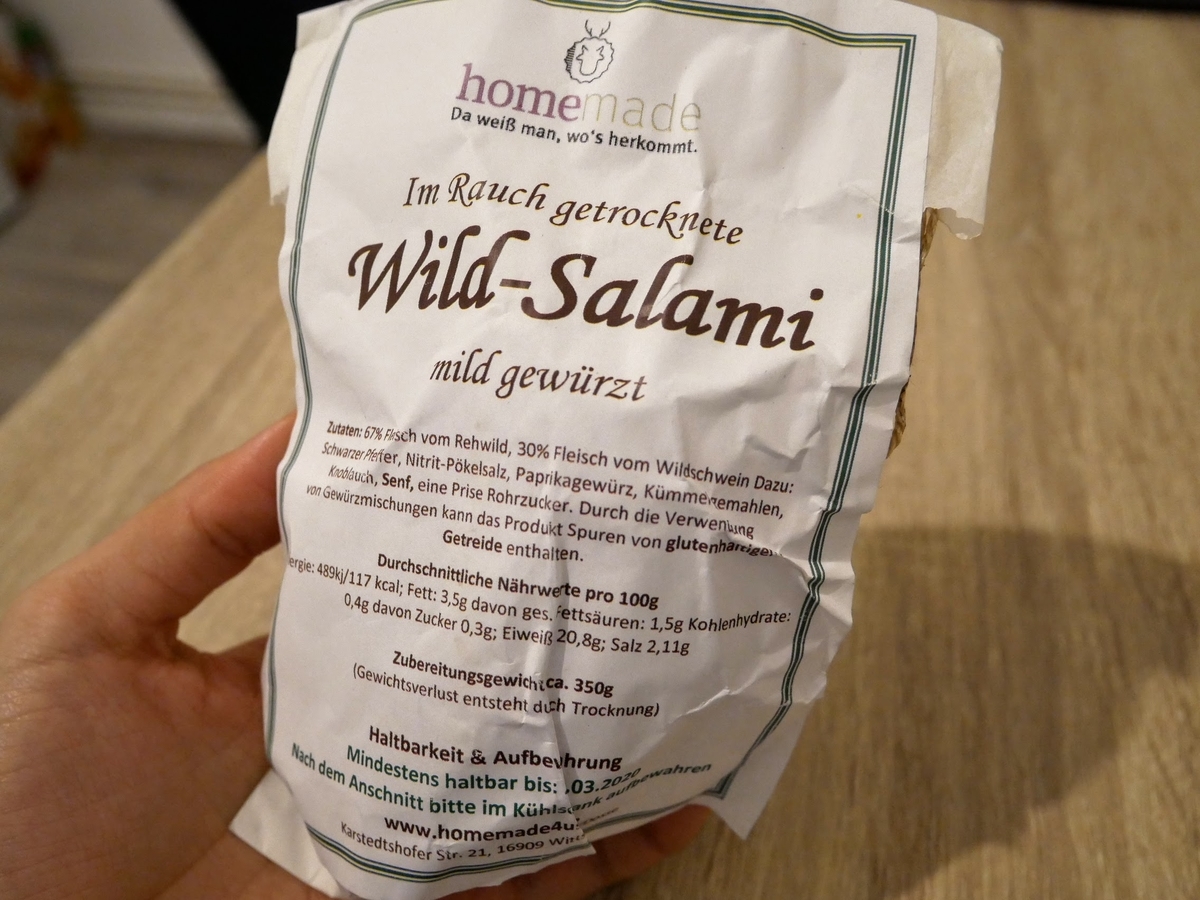 homemade
Da weiß man, wo's herkommt.
Im Rauch getrocknete
Wild-Salami
mild gewürzt
Zutaten: 67% Fleisch vom Rehwild, 30% Fleisch vom Wildschwein Dazu:
Schwarzer Pfeffer, Nitrit-Pökelsalz, Paprikagewürz, Kümmel gemahlen,
Knoblauch, Senf, eine Prise Rohrzucker. Durch die Verwendung
von Gewürzmischungen kann das Produkt Spuren von glutenhaltigen
Getreide enthalten.
Durchschnittliche Nährwerte pro 100g
ergie: 489kj/117 kcal; Fett: 3,5g davon ges. Fettsäuren: 1,5g Kohlenhydrate:
0,4g davon Zucker 0,3g; Eiweiß 20,8g; Salz 2,11g
Zubereitungsgewicht ca. 350g
(Gewichtsverlust entsteht durch Trocknung)
Haltbarkeit & Aufbewahrung
Mindestens haltbar bis: .03.2020
Nach dem Anschnitt bitte im Kühlschrank aufbewahren
www.homemade4u
Karstedtshofer Str. 21, 16909